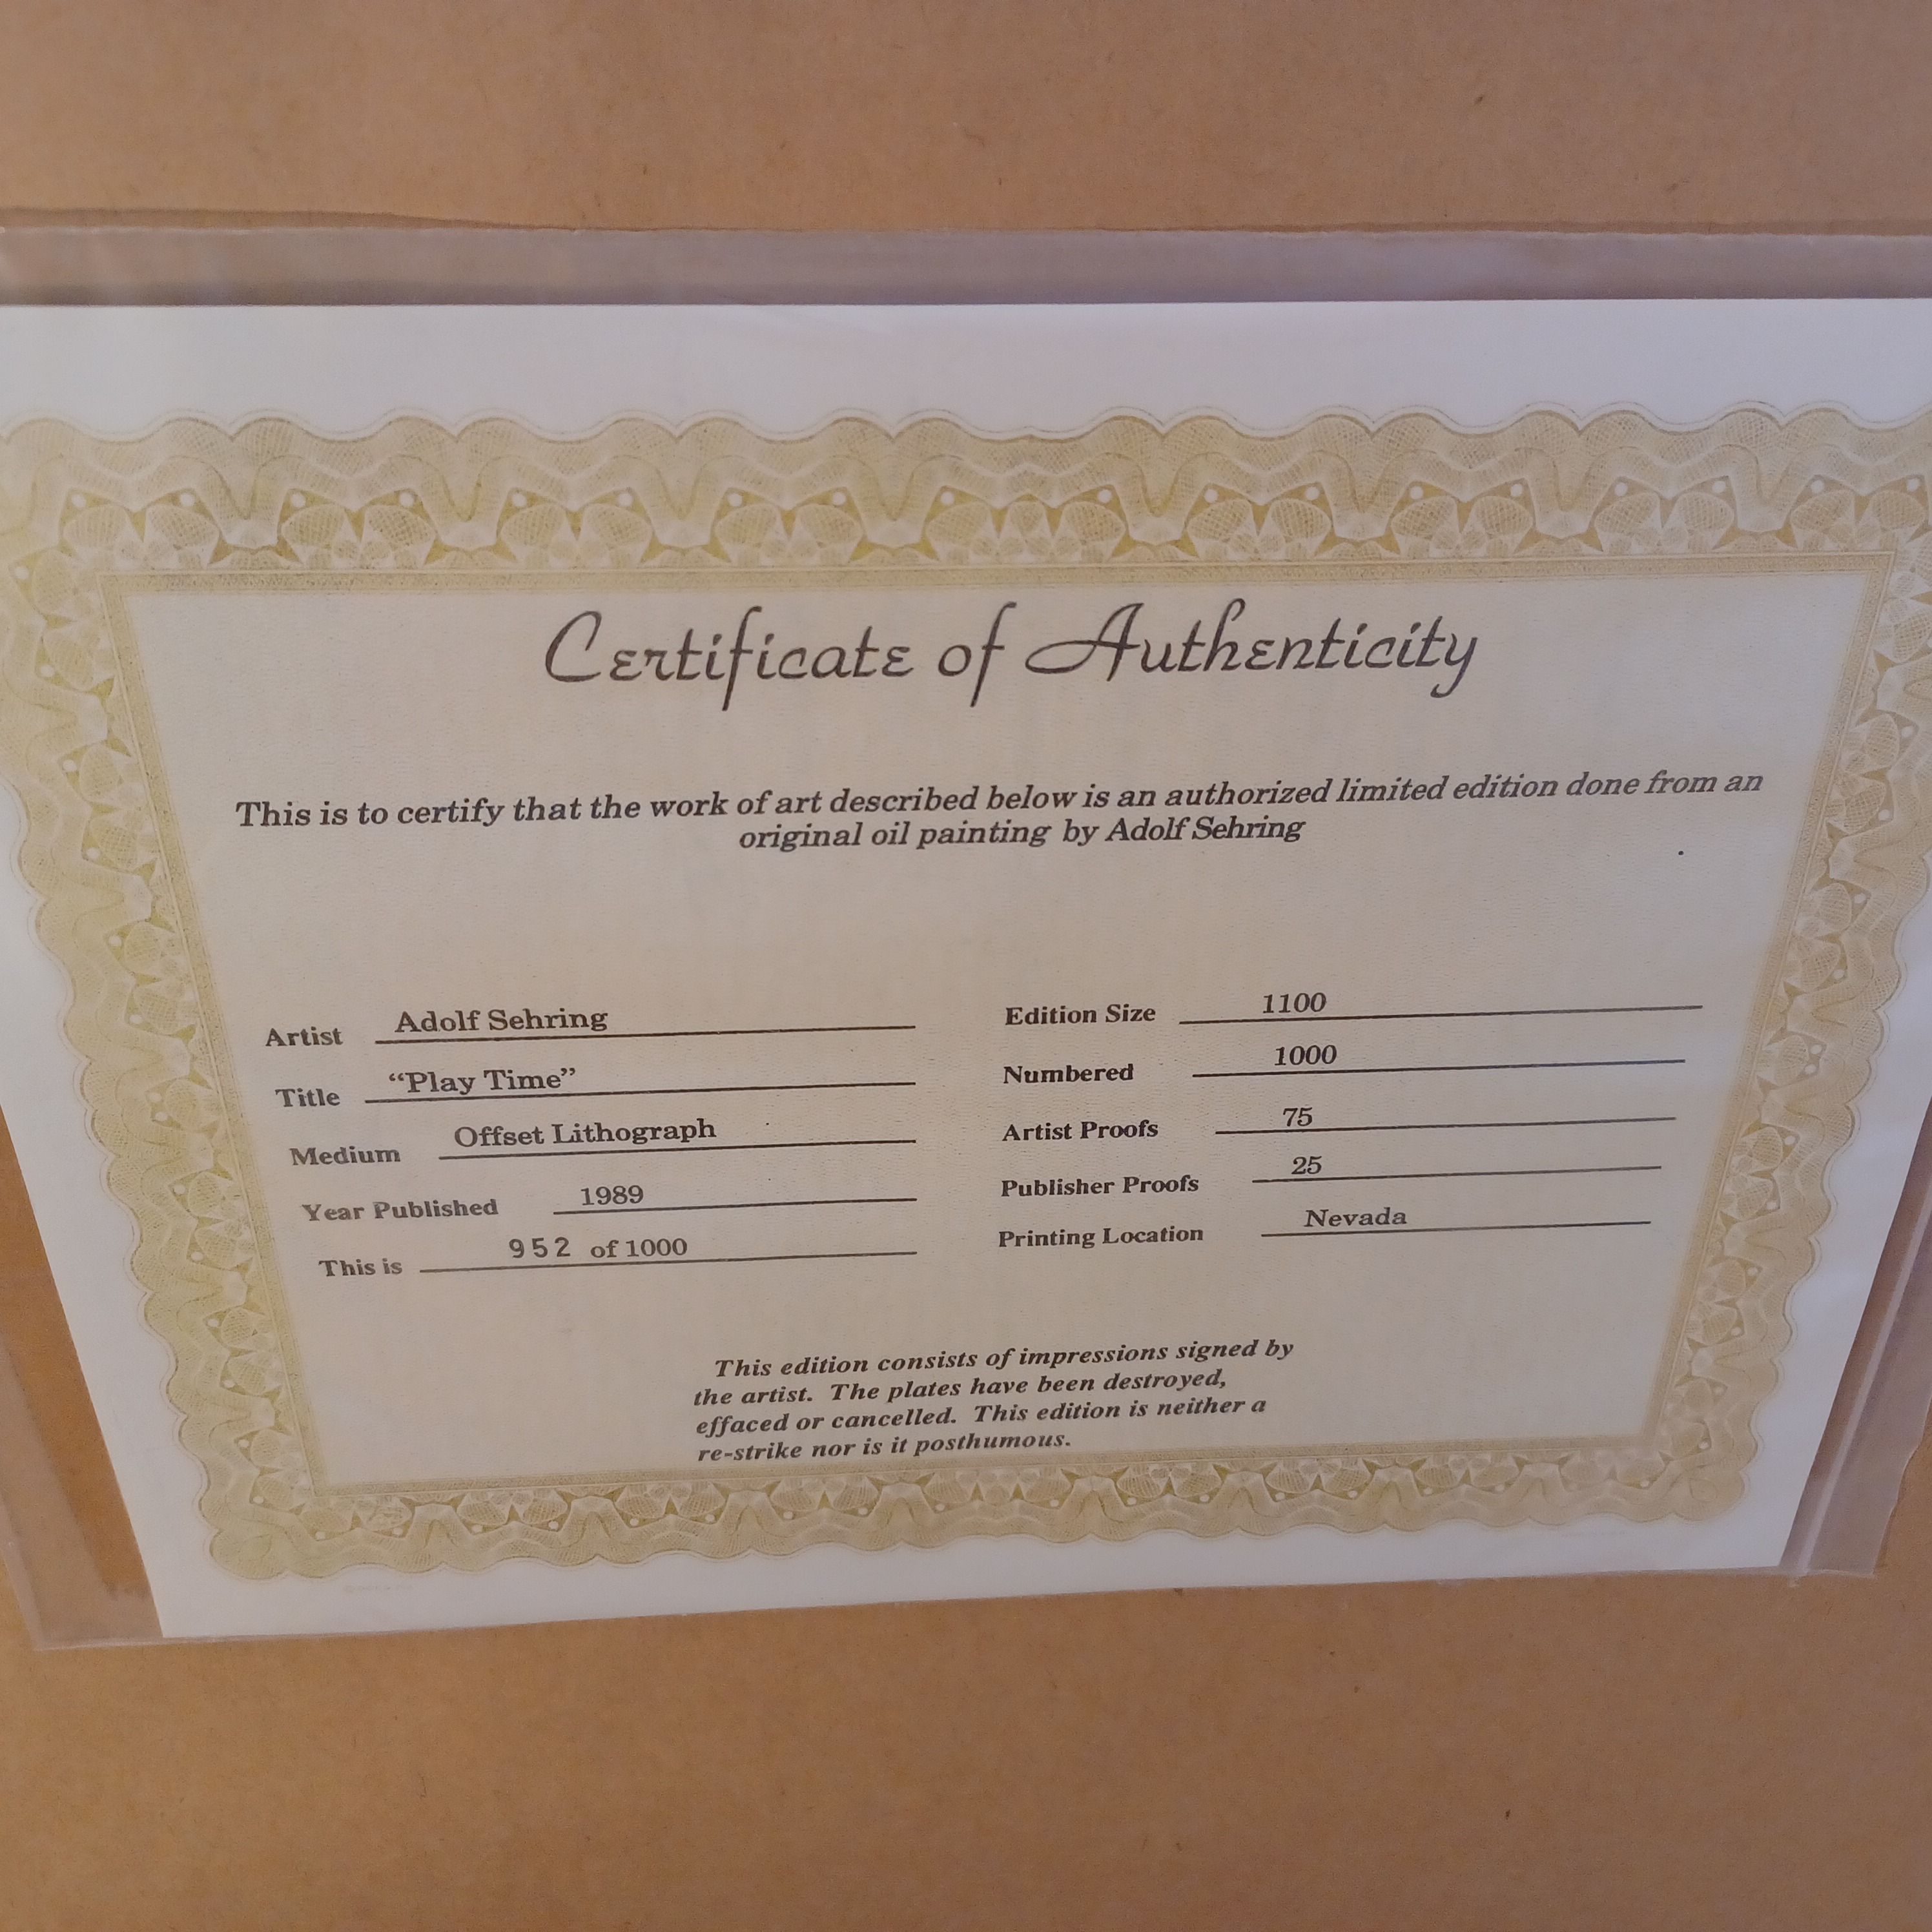 Certificate of Authenticity
This is to certify that the work of art described below is an authorized limited edition done from an
original oil painting by Adolf Sehring
Artist Adolf Sehring
Title "Play Time"
Medium Offset Lithograph
Year Published 1989
This is 952 of 1000
Edition Size 1100
Numbered 1000
Artist Proofs 75
Publisher Proofs 25
Printing Location Nevada
This edition consists of impressions signed by
the artist. The plates have been destroyed,
effaced or cancelled. This edition is neither a
re-strike nor is it posthumous.